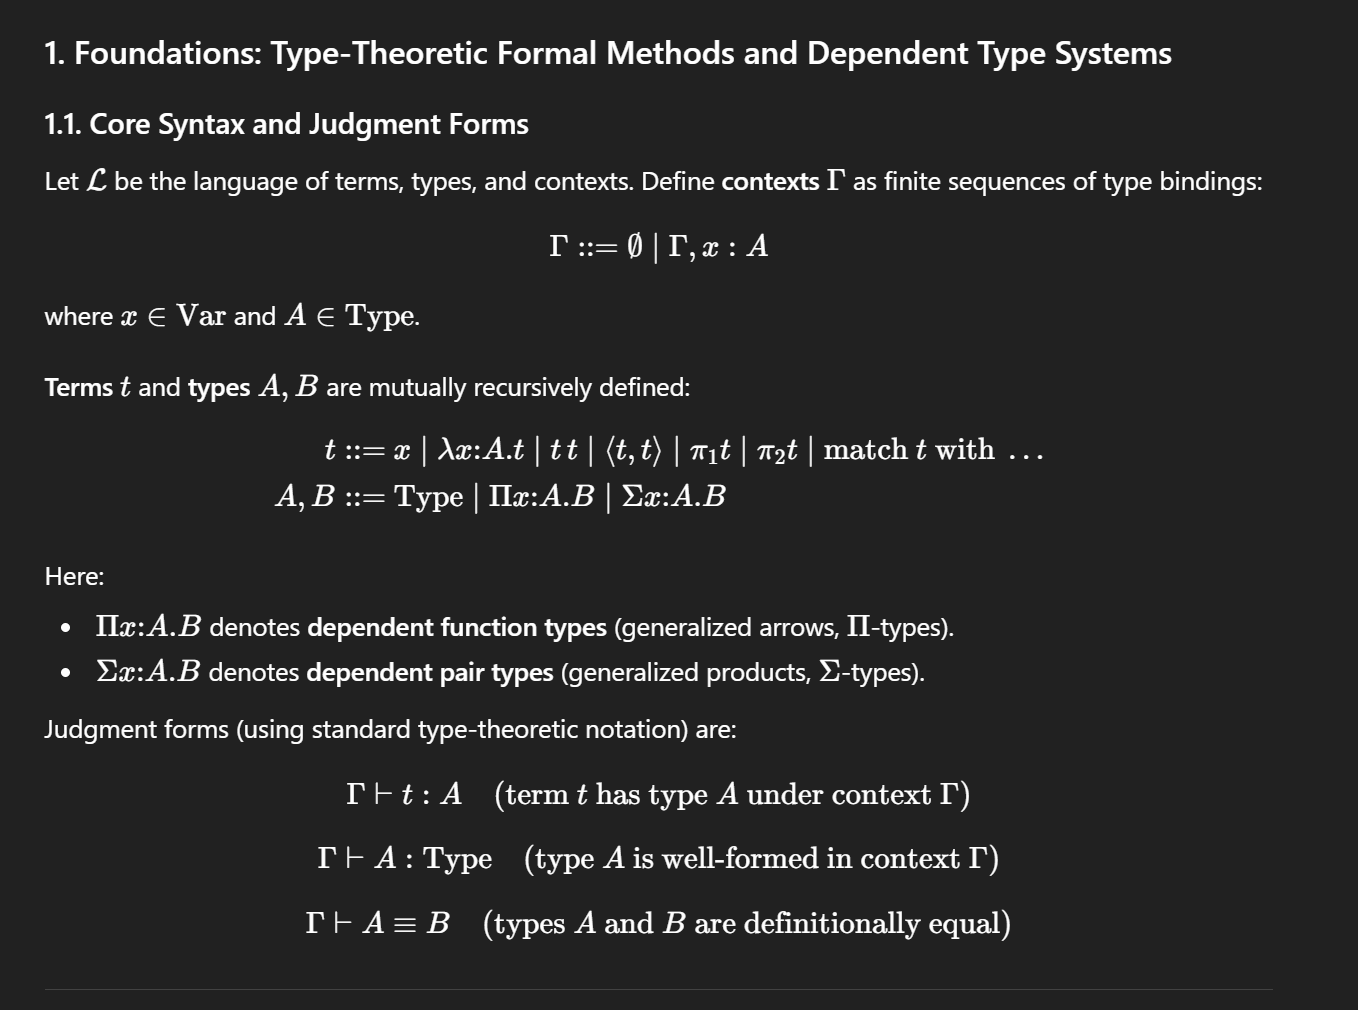 1. Foundations: Type-Theoretic Formal Methods and Dependent Type Systems
1.1. Core Syntax and Judgment Forms
Let ℒ be the language of terms, types, and contexts. Define contexts Γ as finite sequences of type bindings:
Γ ::= ∅ | Γ, x : A
where x ∈ Var and A ∈ Type.
Terms t and types A, B are mutually recursively defined:
t ::= x | λx:A.t | t t | ⟨t, t⟩ | π₁t | π₂t | match t with …
A, B ::= Type | Πx:A.B | Σx:A.B
Here:
• Πx:A.B denotes dependent function types (generalized arrows, Π-types).
• Σx:A.B denotes dependent pair types (generalized products, Σ-types).
Judgment forms (using standard type-theoretic notation) are:
Γ ⊢ t : A (term t has type A under context Γ)
Γ ⊢ A : Type (type A is well-formed in context Γ)
Γ ⊢ A ≡ B (types A and B are definitionally equal)